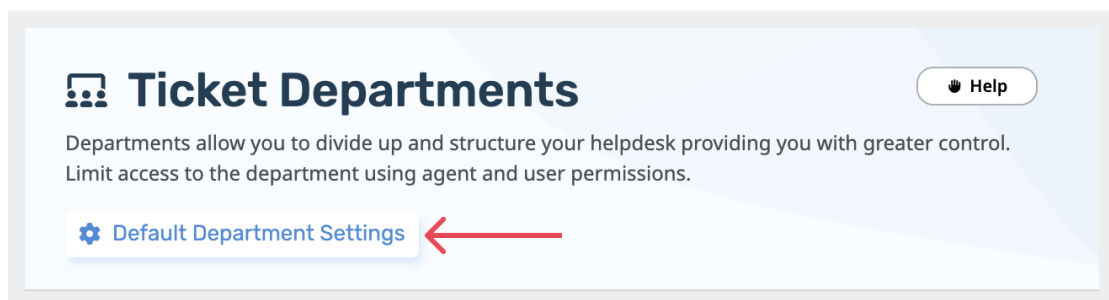 Ticket Departments
Help
Departments allow you to divide up and structure your helpdesk providing you with greater control.
Limit access to the department using agent and user permissions.
Default Department Settings